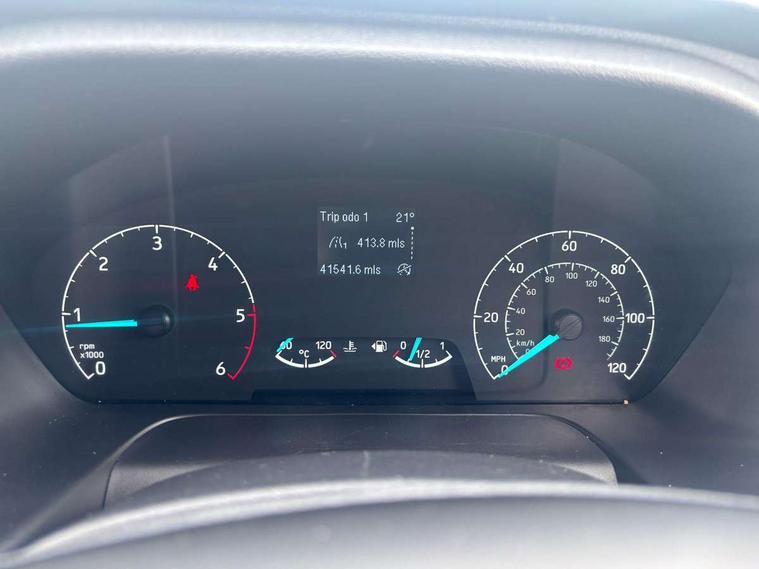 Trip odo 1 21°
1 413.8 mls
41541.6 mls
0 1 2 3 4 5 6
rpm
x1000
60 120
°C
0 1/2 1
0 20 40 60 80 100 120
MPH
0 20 40 60 80 100 120 140 160 180
km/h